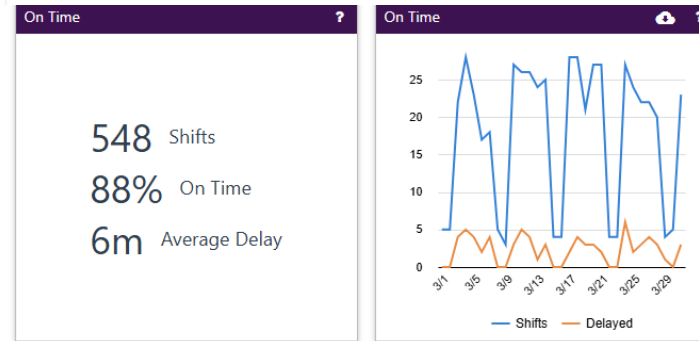 On Time ?
548 Shifts
88% On Time
6m Average Delay
On Time
25
20
15
10
5
0
3/1 3/5 3/9 3/13 3/17 3/21 3/25 3/29
Shifts Delayed